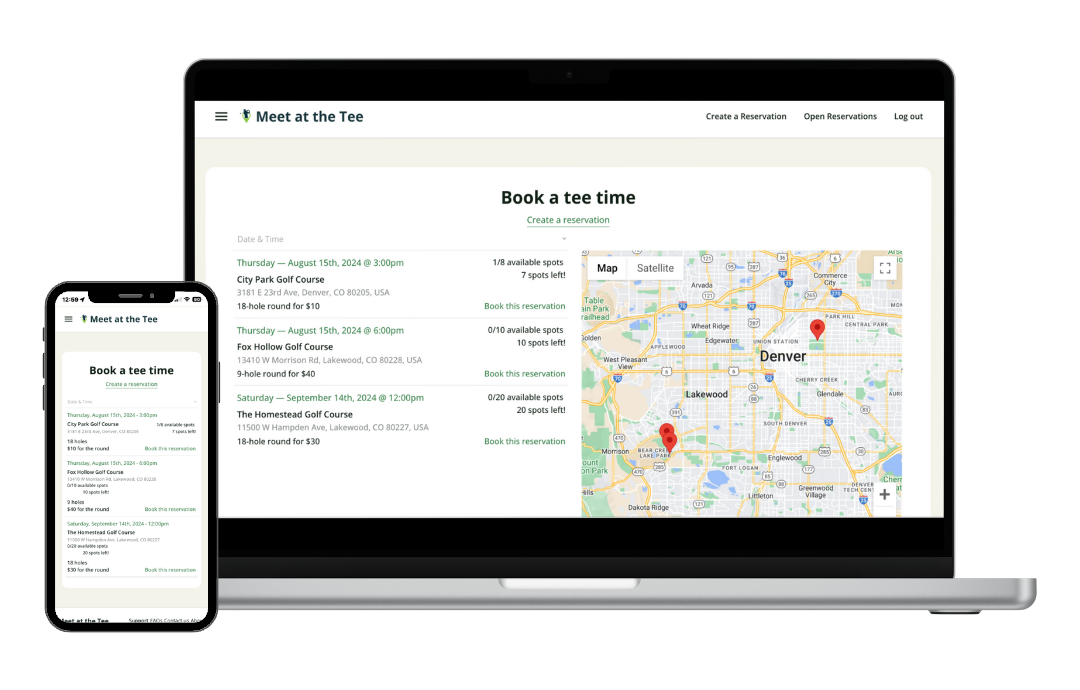 Meet at the Tee
Create a Reservation Open Reservations Log out
Book a tee time
Create a reservation
Date & Time
Thursday — August 15th, 2024 @ 3:00pm 1/8 available spots
City Park Golf Course 7 spots left!
3181 E 23rd Ave, Denver, CO 80205, USA
18-hole round for $10 Book this reservation
Thursday — August 15th, 2024 @ 6:00pm 0/10 available spots
Fox Hollow Golf Course 10 spots left!
13410 W Morrison Rd, Lakewood, CO 80228, USA
9-hole round for $40 Book this reservation
Saturday — September 14th, 2024 @ 12:00pm 0/20 available spots
The Homestead Golf Course 20 spots left!
11500 W Hampden Ave, Lakewood, CO 80227, USA
18-hole round for $30 Book this reservation
Map Satellite
Commerce
City
Arvada
Table
ain
railhead
APPLEWOOD
Wheat Ridge
PARK HILL
CENTRAL PARK
olden
Edgewater
UNION STATION
Denver
West Pleasant
View
CHERRY CREEK
Lakewood
Glendale
SOUTH DENVER
Morrison
BEAR CREEK
LAKE PARK
Englewood
FORT LOGAN
ount
on Park
ills
Littleton
Greenwood
Village
DENVER
TECH CEN
Cherr
Dakota Ridge
12:59
Meet at the Tee
Book a tee time
Create a reservation
Date & Time
Thursday, August 15th, 2024 - 3:00pm
City Park Golf Course 1/8 available spots
3181 E 23rd Ave, Denver, CO 80205 7 spots left!
18 holes
$10 for the round Book this reservation
Thursday, August 15th, 2024 - 6:00pm
Fox Hollow Golf Course
13410 W Morrison Rd, Lakewood, CO 80228
0/10 available spots
10 spots left!
9 holes
$40 for the round Book this reservation
Saturday, September 14th, 2024 - 12:00pm
The Homestead Golf Course
11500 W Hampden Ave, Lakewood, CO 80227
0/20 available spots
20 spots left!
18 holes
$30 for the round Book this reservation
Meet at the Tee Support FAQs Contact us Abo